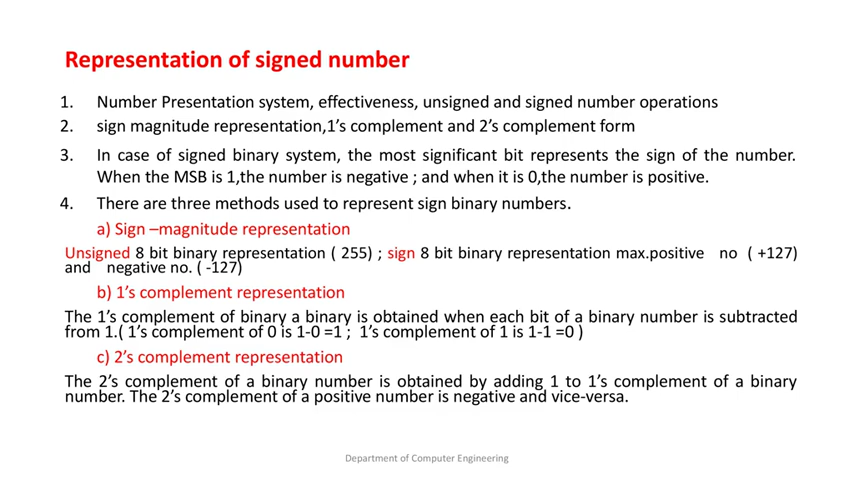 Representation of signed number
1. Number Presentation system, effectiveness, unsigned and signed number operations
2. sign magnitude representation,1’s complement and 2’s complement form
3. In case of signed binary system, the most significant bit represents the sign of the number.
When the MSB is 1,the number is negative ; and when it is 0,the number is positive.
4. There are three methods used to represent sign binary numbers.
a) Sign –magnitude representation
Unsigned 8 bit binary representation ( 255) ; sign 8 bit binary representation max.positive no ( +127)
and negative no. ( -127)
b) 1’s complement representation
The 1’s complement of binary a binary is obtained when each bit of a binary number is subtracted
from 1.( 1’s complement of 0 is 1-0 =1 ; 1’s complement of 1 is 1-1 =0 )
c) 2’s complement representation
The 2’s complement of a binary number is obtained by adding 1 to 1’s complement of a binary
number. The 2’s complement of a positive number is negative and vice-versa.
Department of Computer Engineering